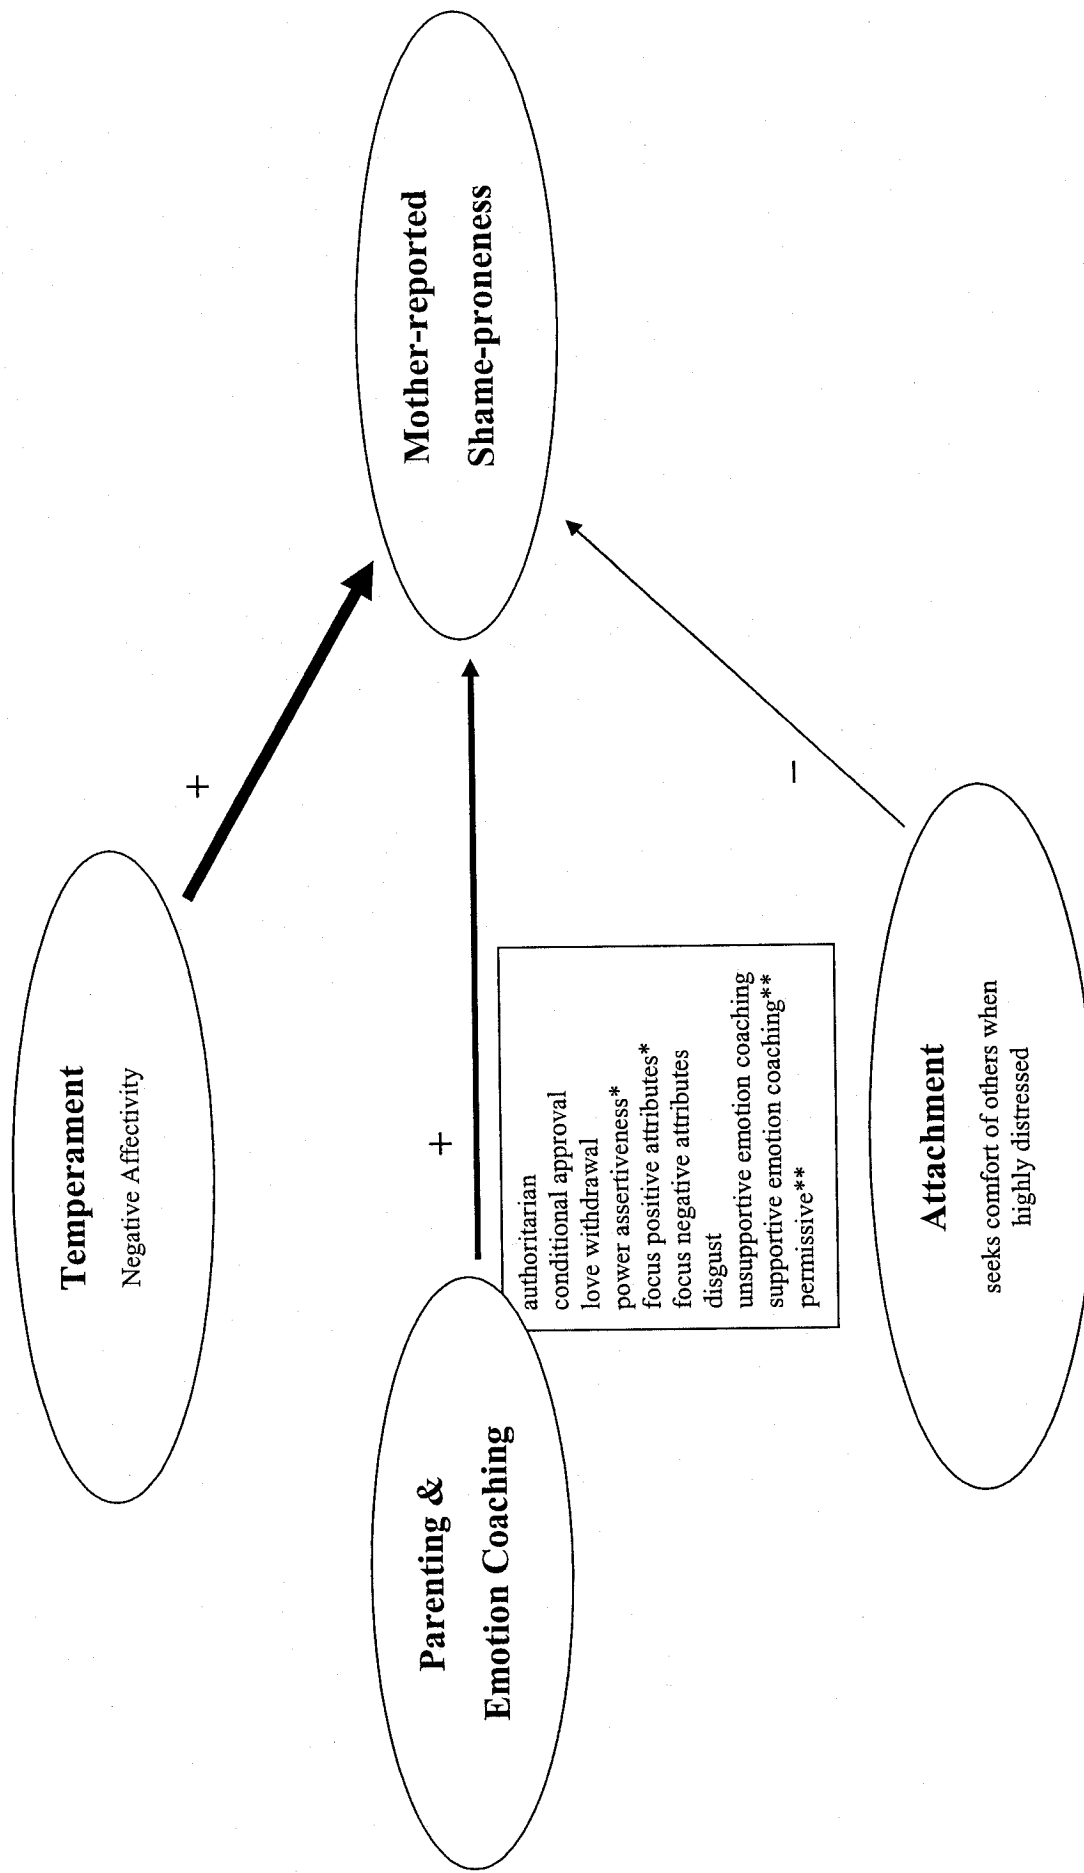 Temperament
Negative Affectivity
+
Parenting &
Emotion Coaching
+
Mother-reported
Shame-proneness
authoritarian
conditional approval
love withdrawal
power assertiveness*
focus positive attributes*
focus negative attributes
disgust
unsupportive emotion coaching
supportive emotion coaching**
permissive**
–
Attachment
seeks comfort of others when
highly distressed